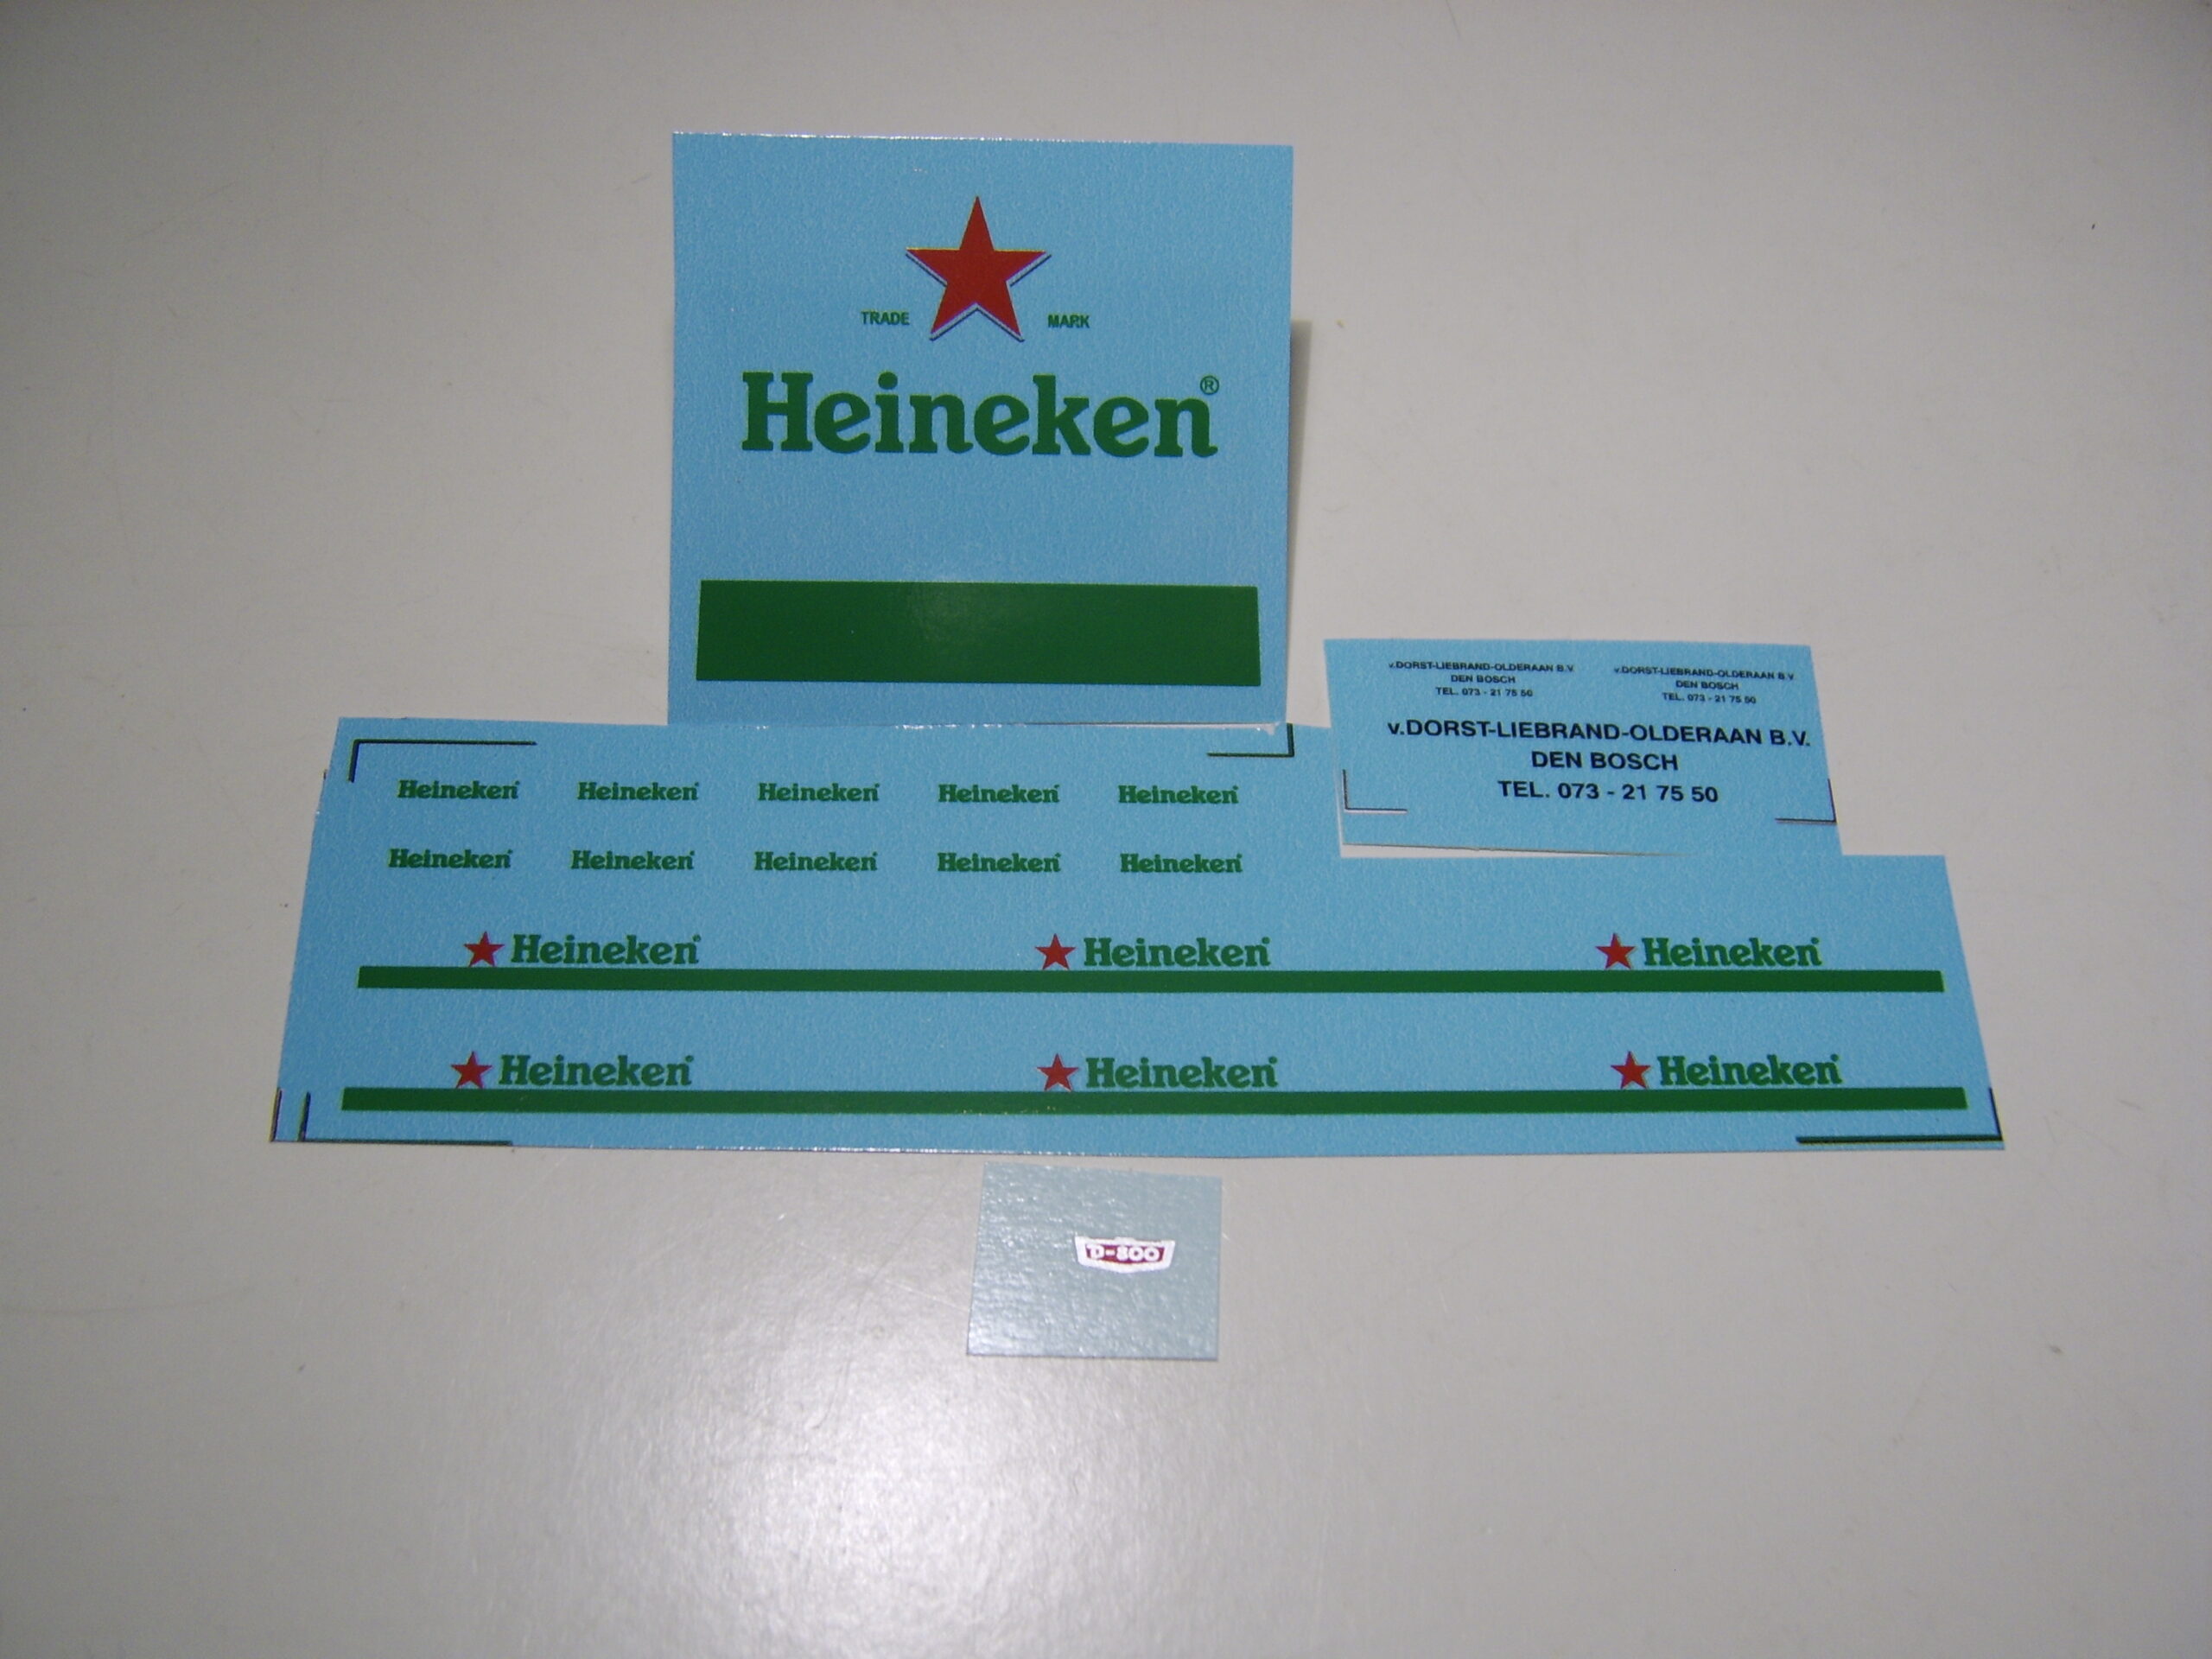 TRADE MARK
Heineken®
v.DORST-LIEBRAND-OLDERAAN B.V.
DEN BOSCH
TEL. 073 - 21 75 50
v.DORST-LIEBRAND-OLDERAAN B.V.
DEN BOSCH
TEL. 073 - 21 75 50
v.DORST-LIEBRAND-OLDERAAN B.V.
DEN BOSCH
TEL. 073 - 21 75 50
Heineken Heineken Heineken Heineken Heineken
Heineken Heineken Heineken Heineken Heineken
Heineken Heineken Heineken
Heineken Heineken Heineken
D-800